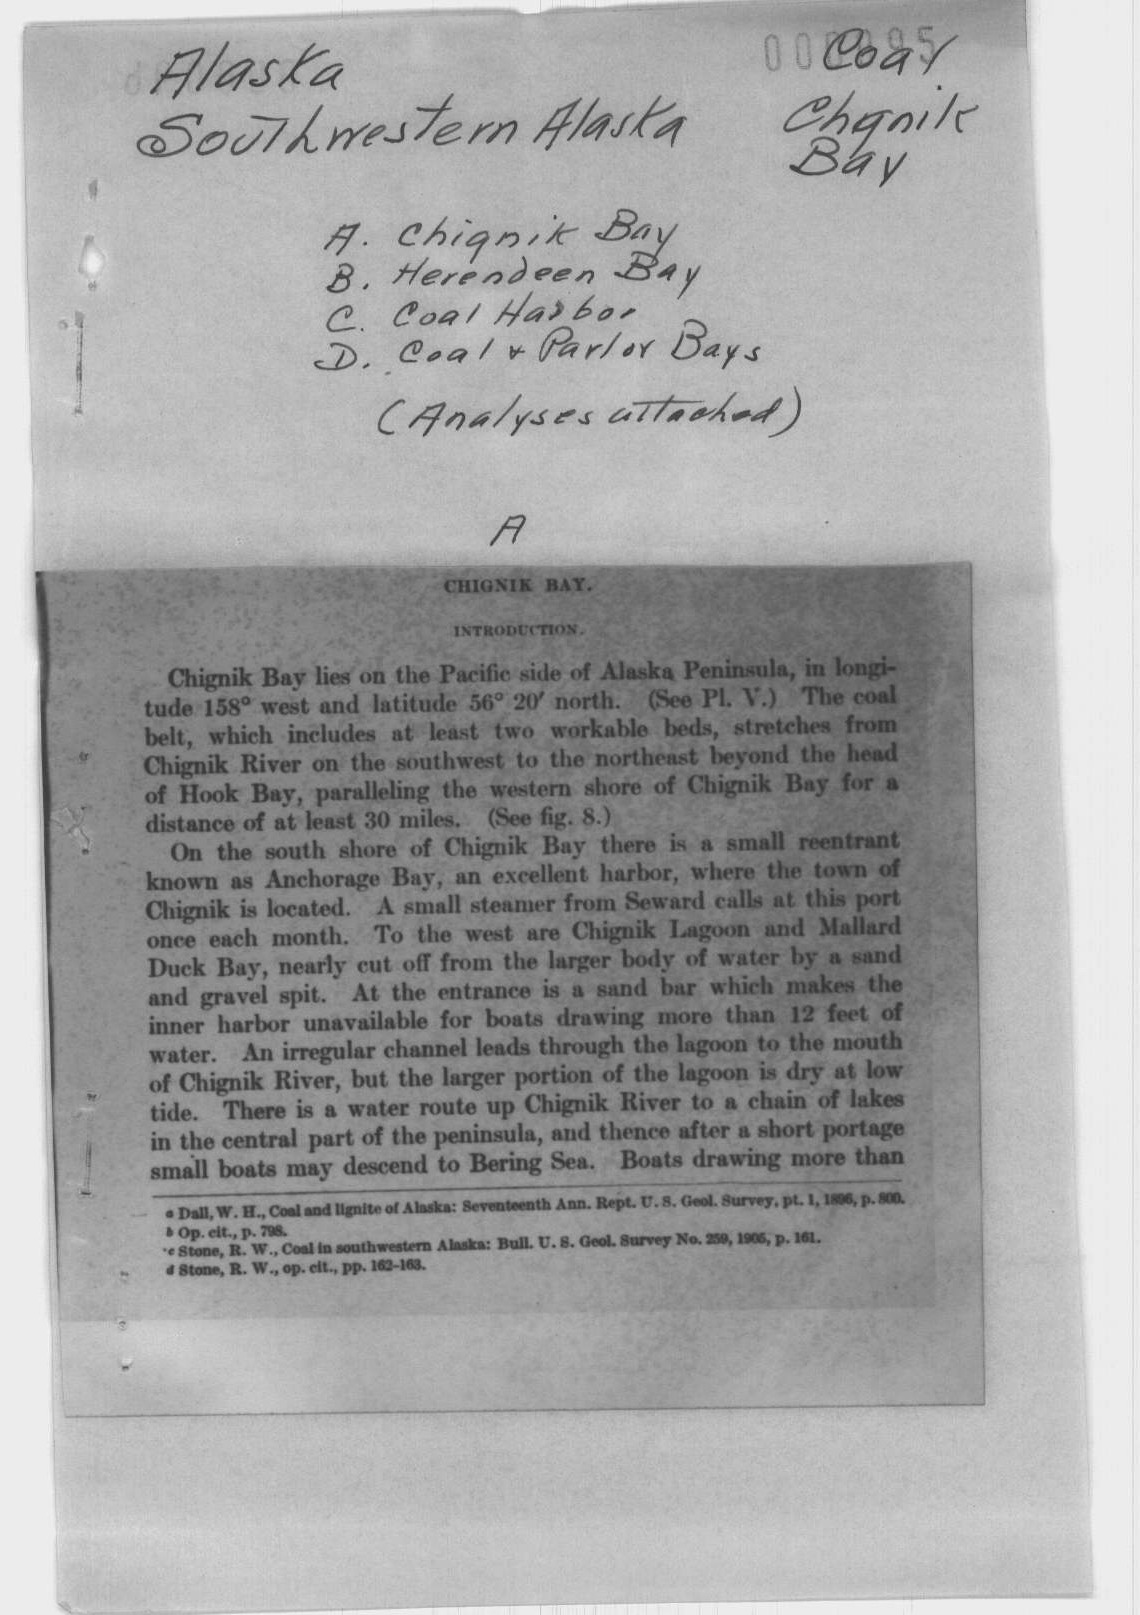 Alaska
Southwestern Alaska
Coal
Chgnik
Bay
A. Chignik Bay
B. Herendeen Bay
C. Coal Harbor
D. Coal + Parlor Bays
(Analyses attached)
A
CHIGNIK BAY.
INTRODUCTION.
Chignik Bay lies on the Pacific side of Alaska Peninsula, in longi-
tude 158° west and latitude 56° 20′ north. (See Pl. V.) The coal
belt, which includes at least two workable beds, stretches from
Chignik River on the southwest to the northeast beyond the head
of Hook Bay, paralleling the western shore of Chignik Bay for a
distance of at least 30 miles. (See fig. 8.)
On the south shore of Chignik Bay there is a small reentrant
known as Anchorage Bay, an excellent harbor, where the town of
Chignik is located. A small steamer from Seward calls at this port
once each month. To the west are Chignik Lagoon and Mallard
Duck Bay, nearly cut off from the larger body of water by a sand
and gravel spit. At the entrance is a sand bar which makes the
inner harbor unavailable for boats drawing more than 12 feet of
water. An irregular channel leads through the lagoon to the mouth
of Chignik River, but the larger portion of the lagoon is dry at low
tide. There is a water route up Chignik River to a chain of lakes
in the central part of the peninsula, and thence after a short portage
small boats may descend to Bering Sea. Boats drawing more than
a Dall, W. H., Coal and lignite of Alaska: Seventeenth Ann. Rept. U. S. Geol. Survey, pt. 1, 1896, p. 800.
b Op. cit., p. 798.
c Stone, R. W., Coal in southwestern Alaska: Bull. U. S. Geol. Survey No. 259, 1905, p. 161.
d Stone, R. W., op. cit., pp. 162-163.